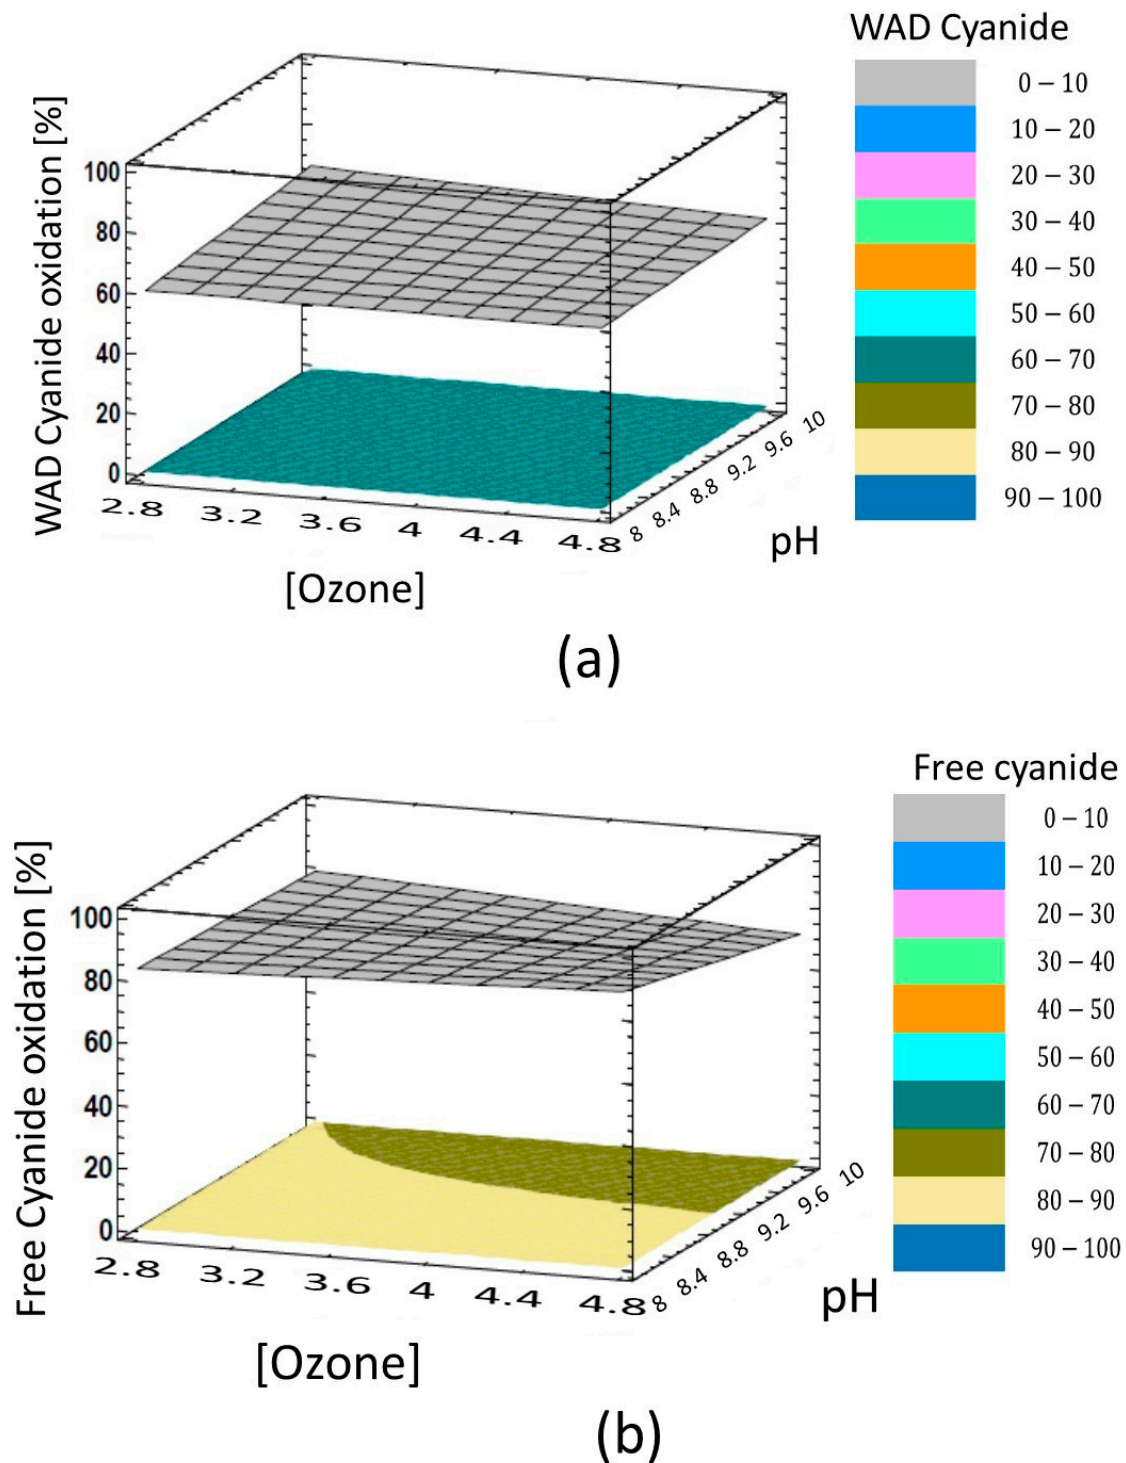 WAD Cyanide
0 – 10
10 – 20
20 – 30
30 – 40
40 – 50
50 – 60
60 – 70
70 – 80
80 – 90
90 – 100
WAD Cyanide oxidation [%]
100
80
60
40
20
0
2.8
3.2
3.6
4
4.4
4.8
[Ozone]
8
8.4
8.8
9.2
9.6
10
pH
(a)
Free cyanide
0 – 10
10 – 20
20 – 30
30 – 40
40 – 50
50 – 60
60 – 70
70 – 80
80 – 90
90 – 100
Free Cyanide oxidation [%]
100
80
60
40
20
0
2.8
3.2
3.6
4
4.4
4.8
[Ozone]
8
8.4
8.8
9.2
9.6
10
pH
(b)